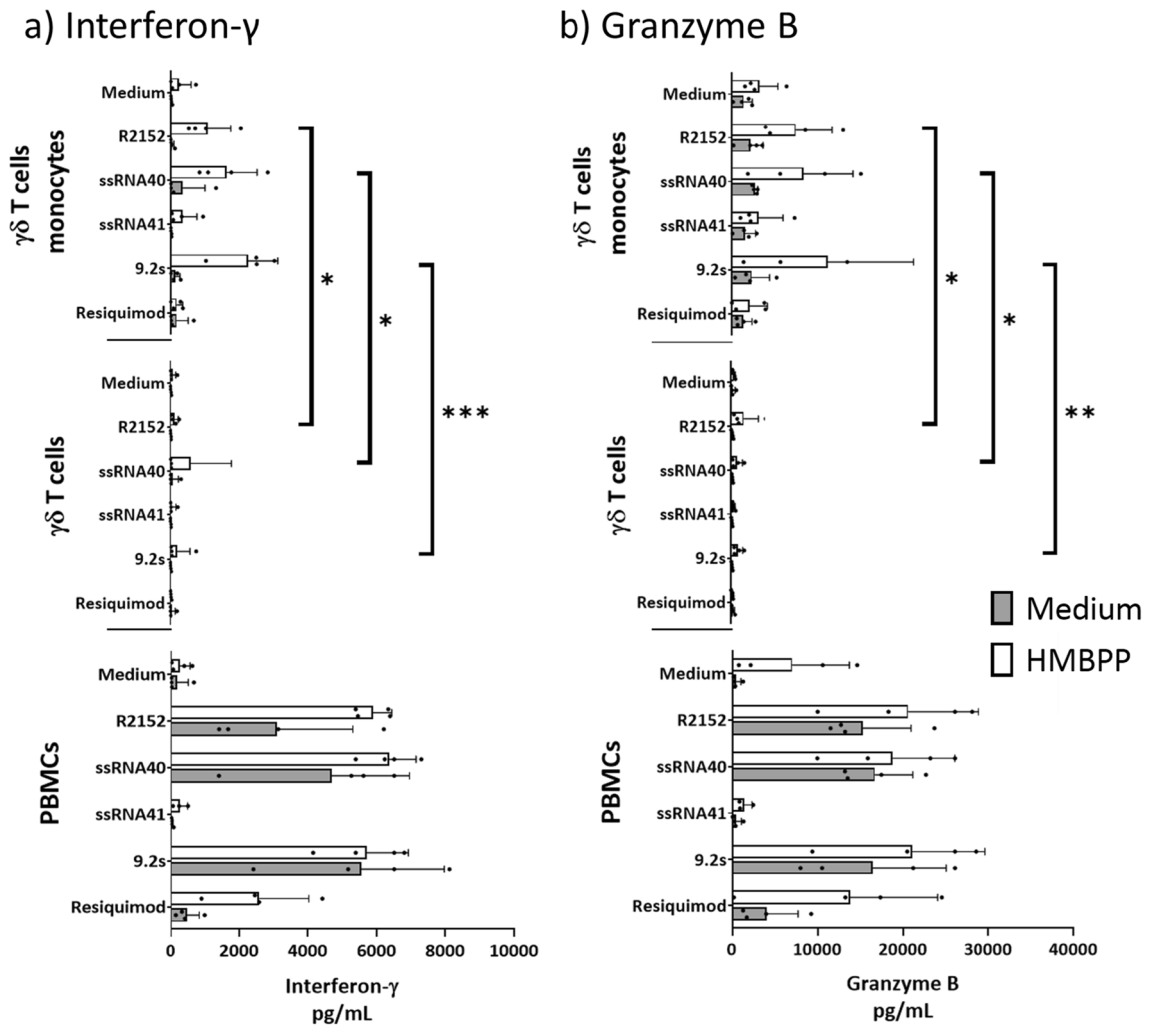 a) Interferon-γ
γδ T cells
monocytes
Medium
R2152
ssRNA40
ssRNA41
9.2s
Resiquimod
γδ T cells
Medium
R2152
ssRNA40
ssRNA41
9.2s
Resiquimod
PBMCs
Medium
R2152
ssRNA40
ssRNA41
9.2s
Resiquimod
*
*
***
0 2000 4000 6000 8000 10000
Interferon-γ
pg/mL
b) Granzyme B
γδ T cells
monocytes
Medium
R2152
ssRNA40
ssRNA41
9.2s
Resiquimod
γδ T cells
Medium
R2152
ssRNA40
ssRNA41
9.2s
Resiquimod
PBMCs
Medium
R2152
ssRNA40
ssRNA41
9.2s
Resiquimod
*
*
**
Medium
HMBPP
0 10000 20000 30000 40000
Granzyme B
pg/mL